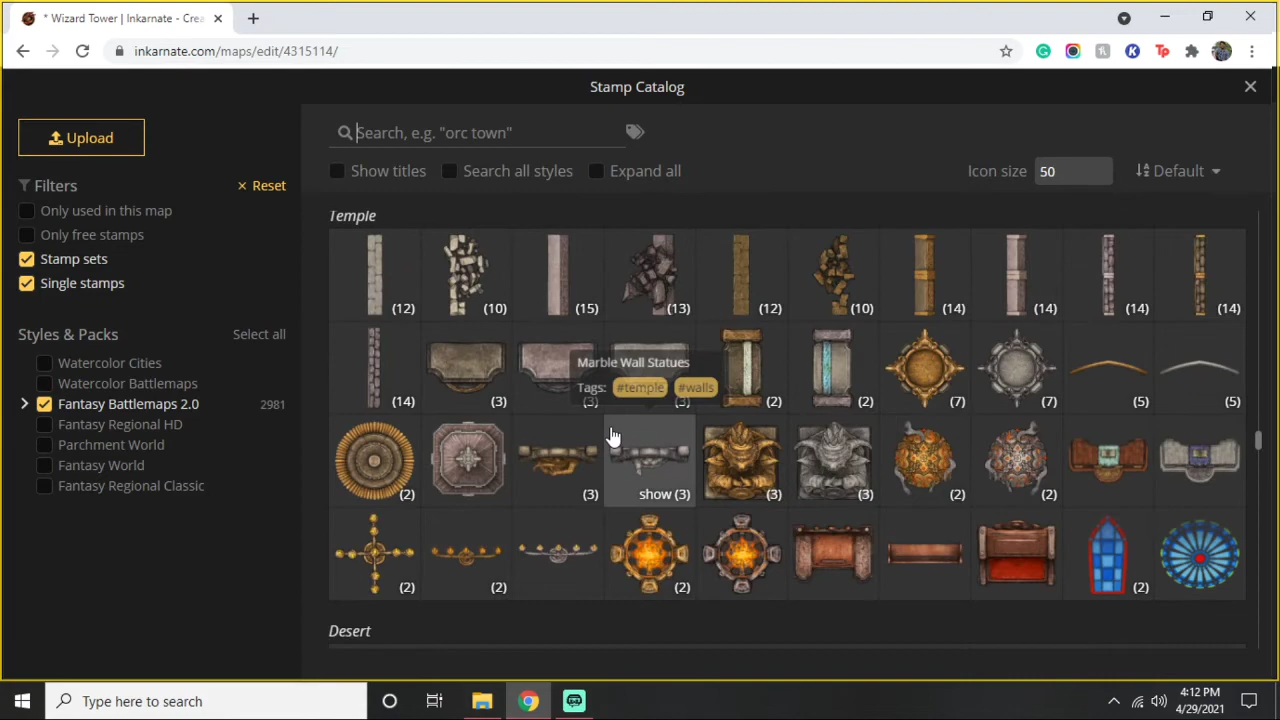 * Wizard Tower | Inkarnate - Crea
inkarnate.com/maps/edit/4315114/
Stamp Catalog
Upload
Search, e.g. "orc town"
Show titles
Search all styles
Expand all
Icon size
50
Default
Filters
Reset
Only used in this map
Only free stamps
Stamp sets
Single stamps
Styles & Packs
Select all
Watercolor Cities
Watercolor Battlemaps
Fantasy Battlemaps 2.0
2981
Fantasy Regional HD
Parchment World
Fantasy World
Fantasy Regional Classic
Temple
(12) (10) (15) (13) (12) (10) (14) (14) (14) (14)
(14) (3) (3) (3) (2) (2) (7) (7) (5) (5)
Marble Wall Statues
Tags: #temple #walls
(2) (3) show (3) (3) (3) (2) (2)
(2) (2) (2) (2)
Desert
Type here to search
4:12 PM
4/29/2021